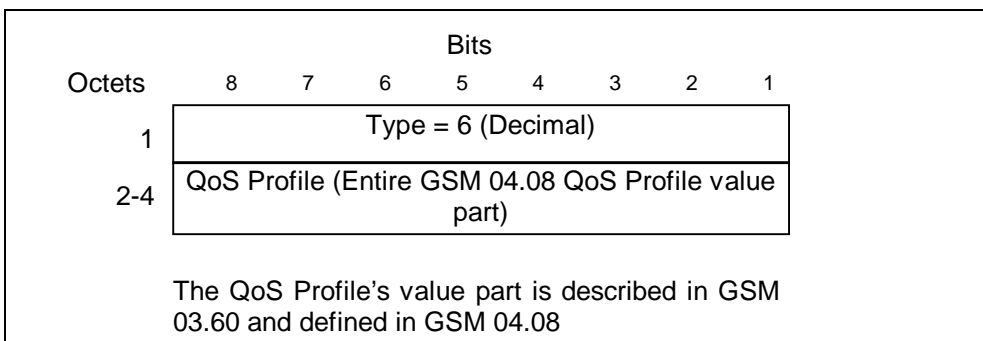 Bits
Octets 8 7 6 5 4 3 2 1
1 Type = 6 (Decimal)
2-4 QoS Profile (Entire GSM 04.08 QoS Profile value
part)
The QoS Profile's value part is described in GSM
03.60 and defined in GSM 04.08